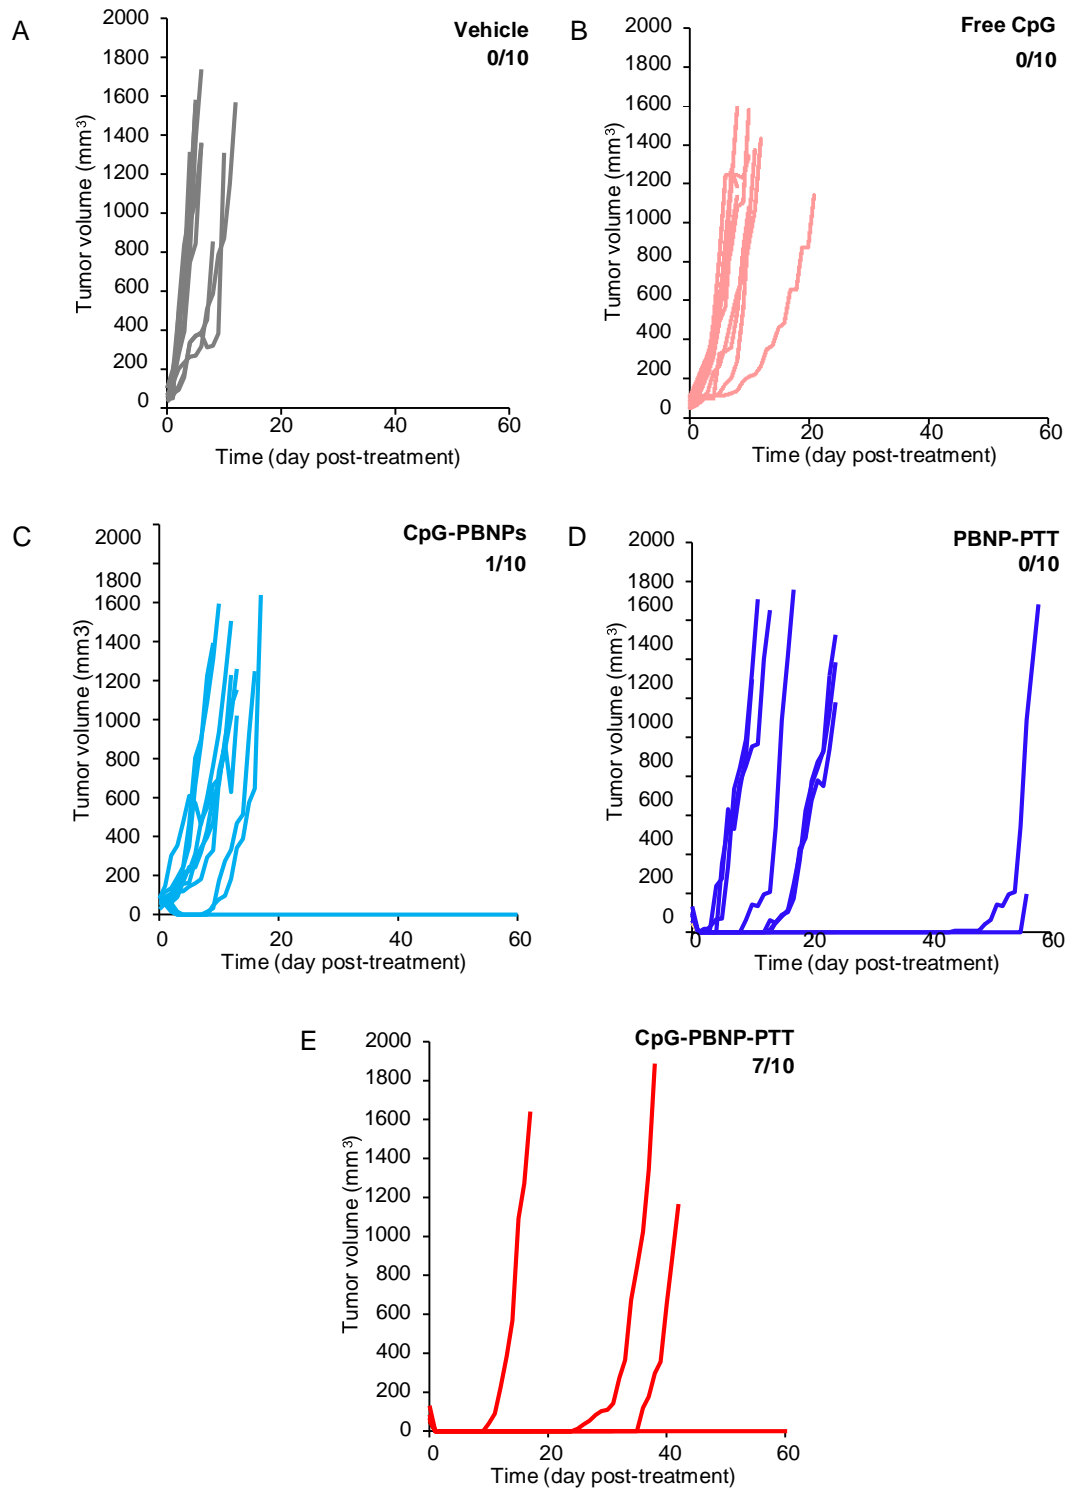 A
Vehicle
0/10
2000
1800
1600
1400
1200
1000
800
600
400
200
0
Tumor volume (mm³)
0 20 40 60
Time (day post-treatment)
B
Free CpG
0/10
2000
1800
1600
1400
1200
1000
800
600
400
200
0
Tumor volume (mm³)
0 20 40 60
Time (day post-treatment)
C
CpG-PBNPs
1/10
2000
1800
1600
1400
1200
1000
800
600
400
200
0
Tumor volume (mm3)
0 20 40 60
Time (day post-treatment)
D
PBNP-PTT
0/10
2000
1800
1600
1400
1200
1000
800
600
400
200
0
Tumor volume (mm³)
0 20 40 60
Time (day post-treatment)
E
CpG-PBNP-PTT
7/10
2000
1800
1600
1400
1200
1000
800
600
400
200
0
Tumor volume (mm³)
0 20 40 60
Time (day post-treatment)